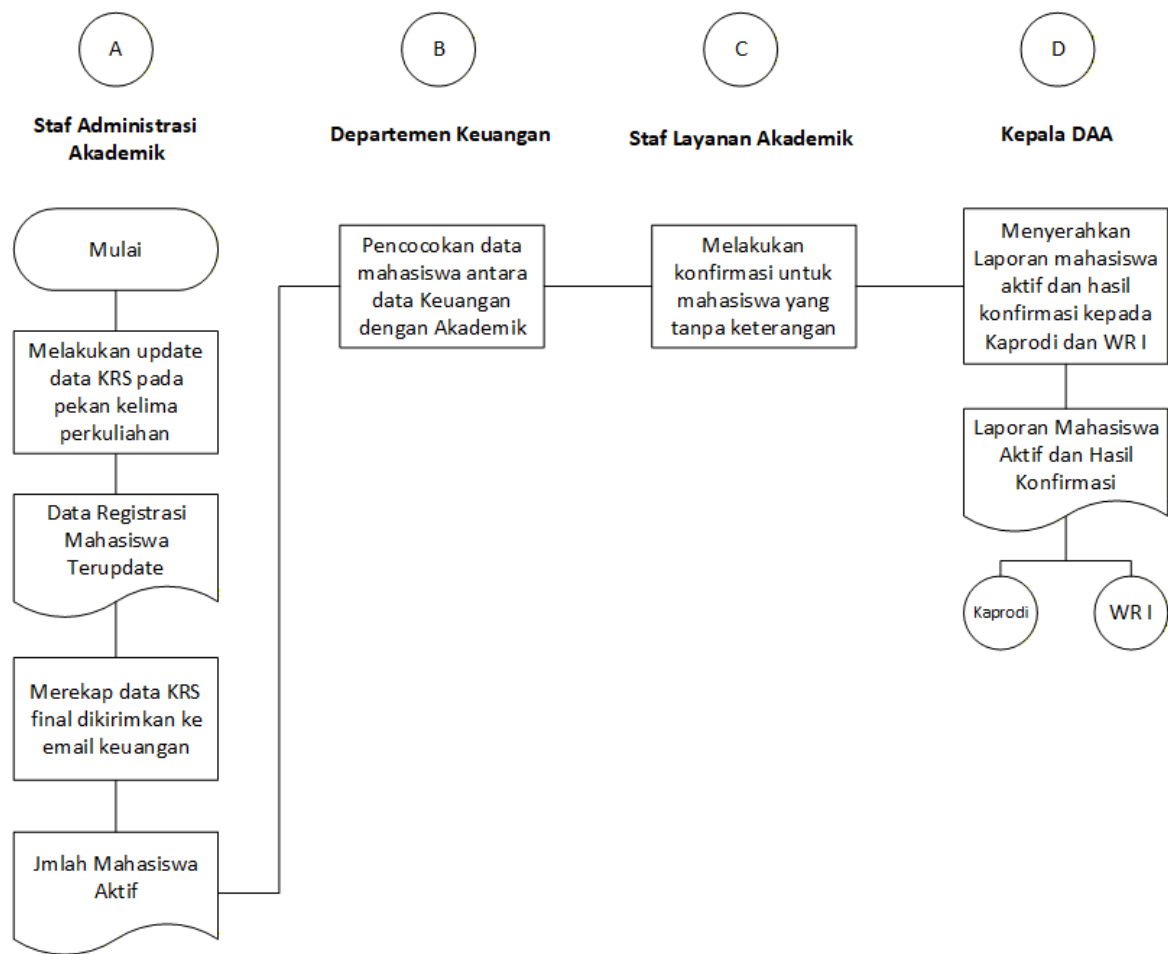 A
B
C
D
Staf Administrasi
Akademik
Departemen Keuangan
Staf Layanan Akademik
Kepala DAA
Mulai
Melakukan update
data KRS pada
pekan kelima
perkuliahan
Data Registrasi
Mahasiswa
Terupdate
Merekap data KRS
final dikirimkan ke
email keuangan
Jmlah Mahasiswa
Aktif
Pencocokan data
mahasiswa antara
data Keuangan
dengan Akademik
Melakukan
konfirmasi untuk
mahasiswa yang
tanpa keterangan
Menyerahkan
Laporan mahasiswa
aktif dan hasil
konfirmasi kepada
Kaprodi dan WR I
Laporan Mahasiswa
Aktif dan Hasil
Konfirmasi
Kaprodi
WR I